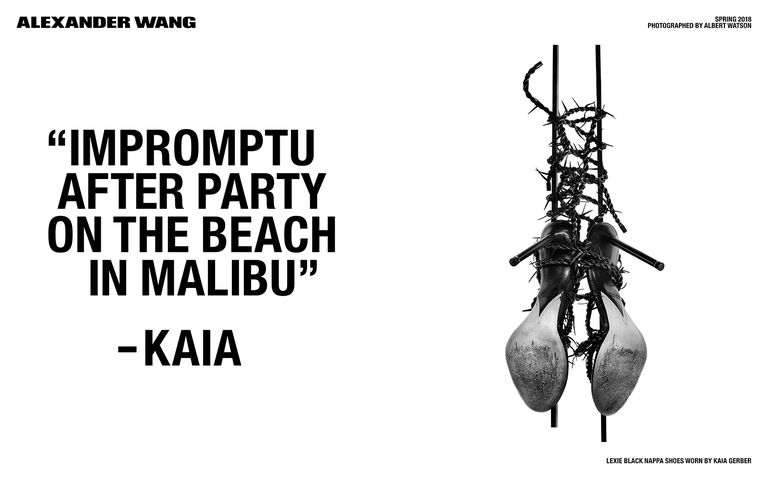 ALEXANDER WANG
SPRING 2018
PHOTOGRAPHED BY ALBERT WATSON
“IMPROMPTU
AFTER PARTY
ON THE BEACH
IN MALIBU”
-KAIA
LEXIE BLACK NAPPA SHOES WORN BY KAIA GERBER